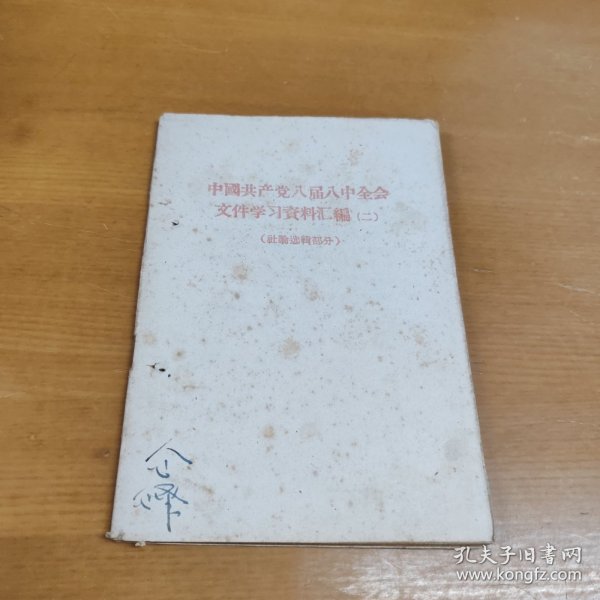 中國共产党八届八中全会
文件学习資料汇編(二)
(社論选輯部分)
孔夫子旧书网
www.kongfz.com